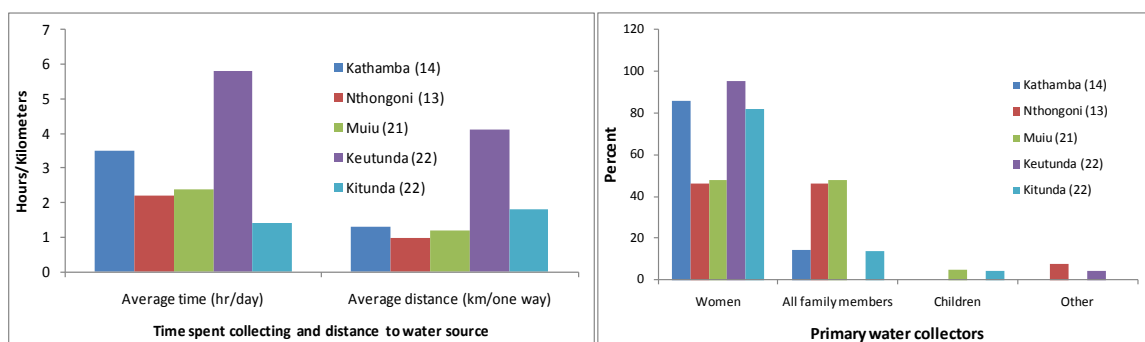 Hours/Kilometers
7
6
5
4
3
2
1
0
Kathamba (14)
Nthongoni (13)
Muiu (21)
Keutunda (22)
Kitunda (22)
Average time (hr/day)
Average distance (km/one way)
Time spent collecting and distance to water source
Percent
120
100
80
60
40
20
0
Kathamba (14)
Nthongoni (13)
Muiu (21)
Keutunda (22)
Kitunda (22)
Women
All family members
Children
Other
Primary water collectors